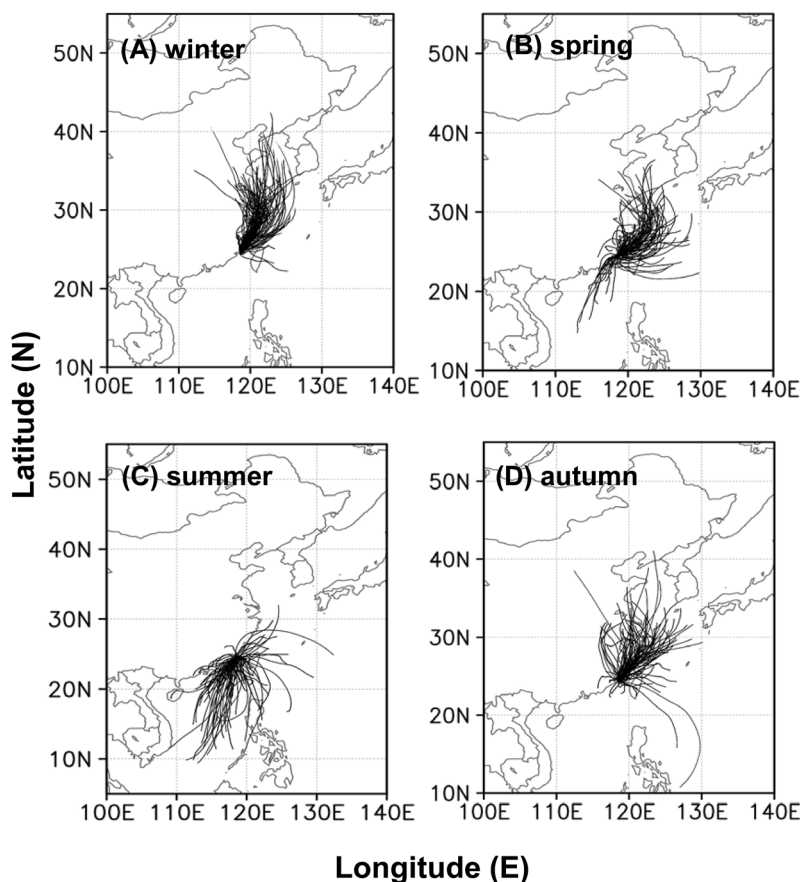 (A) winter
50N
40N
30N
20N
10N
100E 110E 120E 130E 140E
(B) spring
50N
40N
30N
20N
10N
100E 110E 120E 130E 140E
Latitude (N)
(C) summer
50N
40N
30N
20N
10N
100E 110E 120E 130E 140E
(D) autumn
50N
40N
30N
20N
10N
100E 110E 120E 130E 140E
Longitude (E)